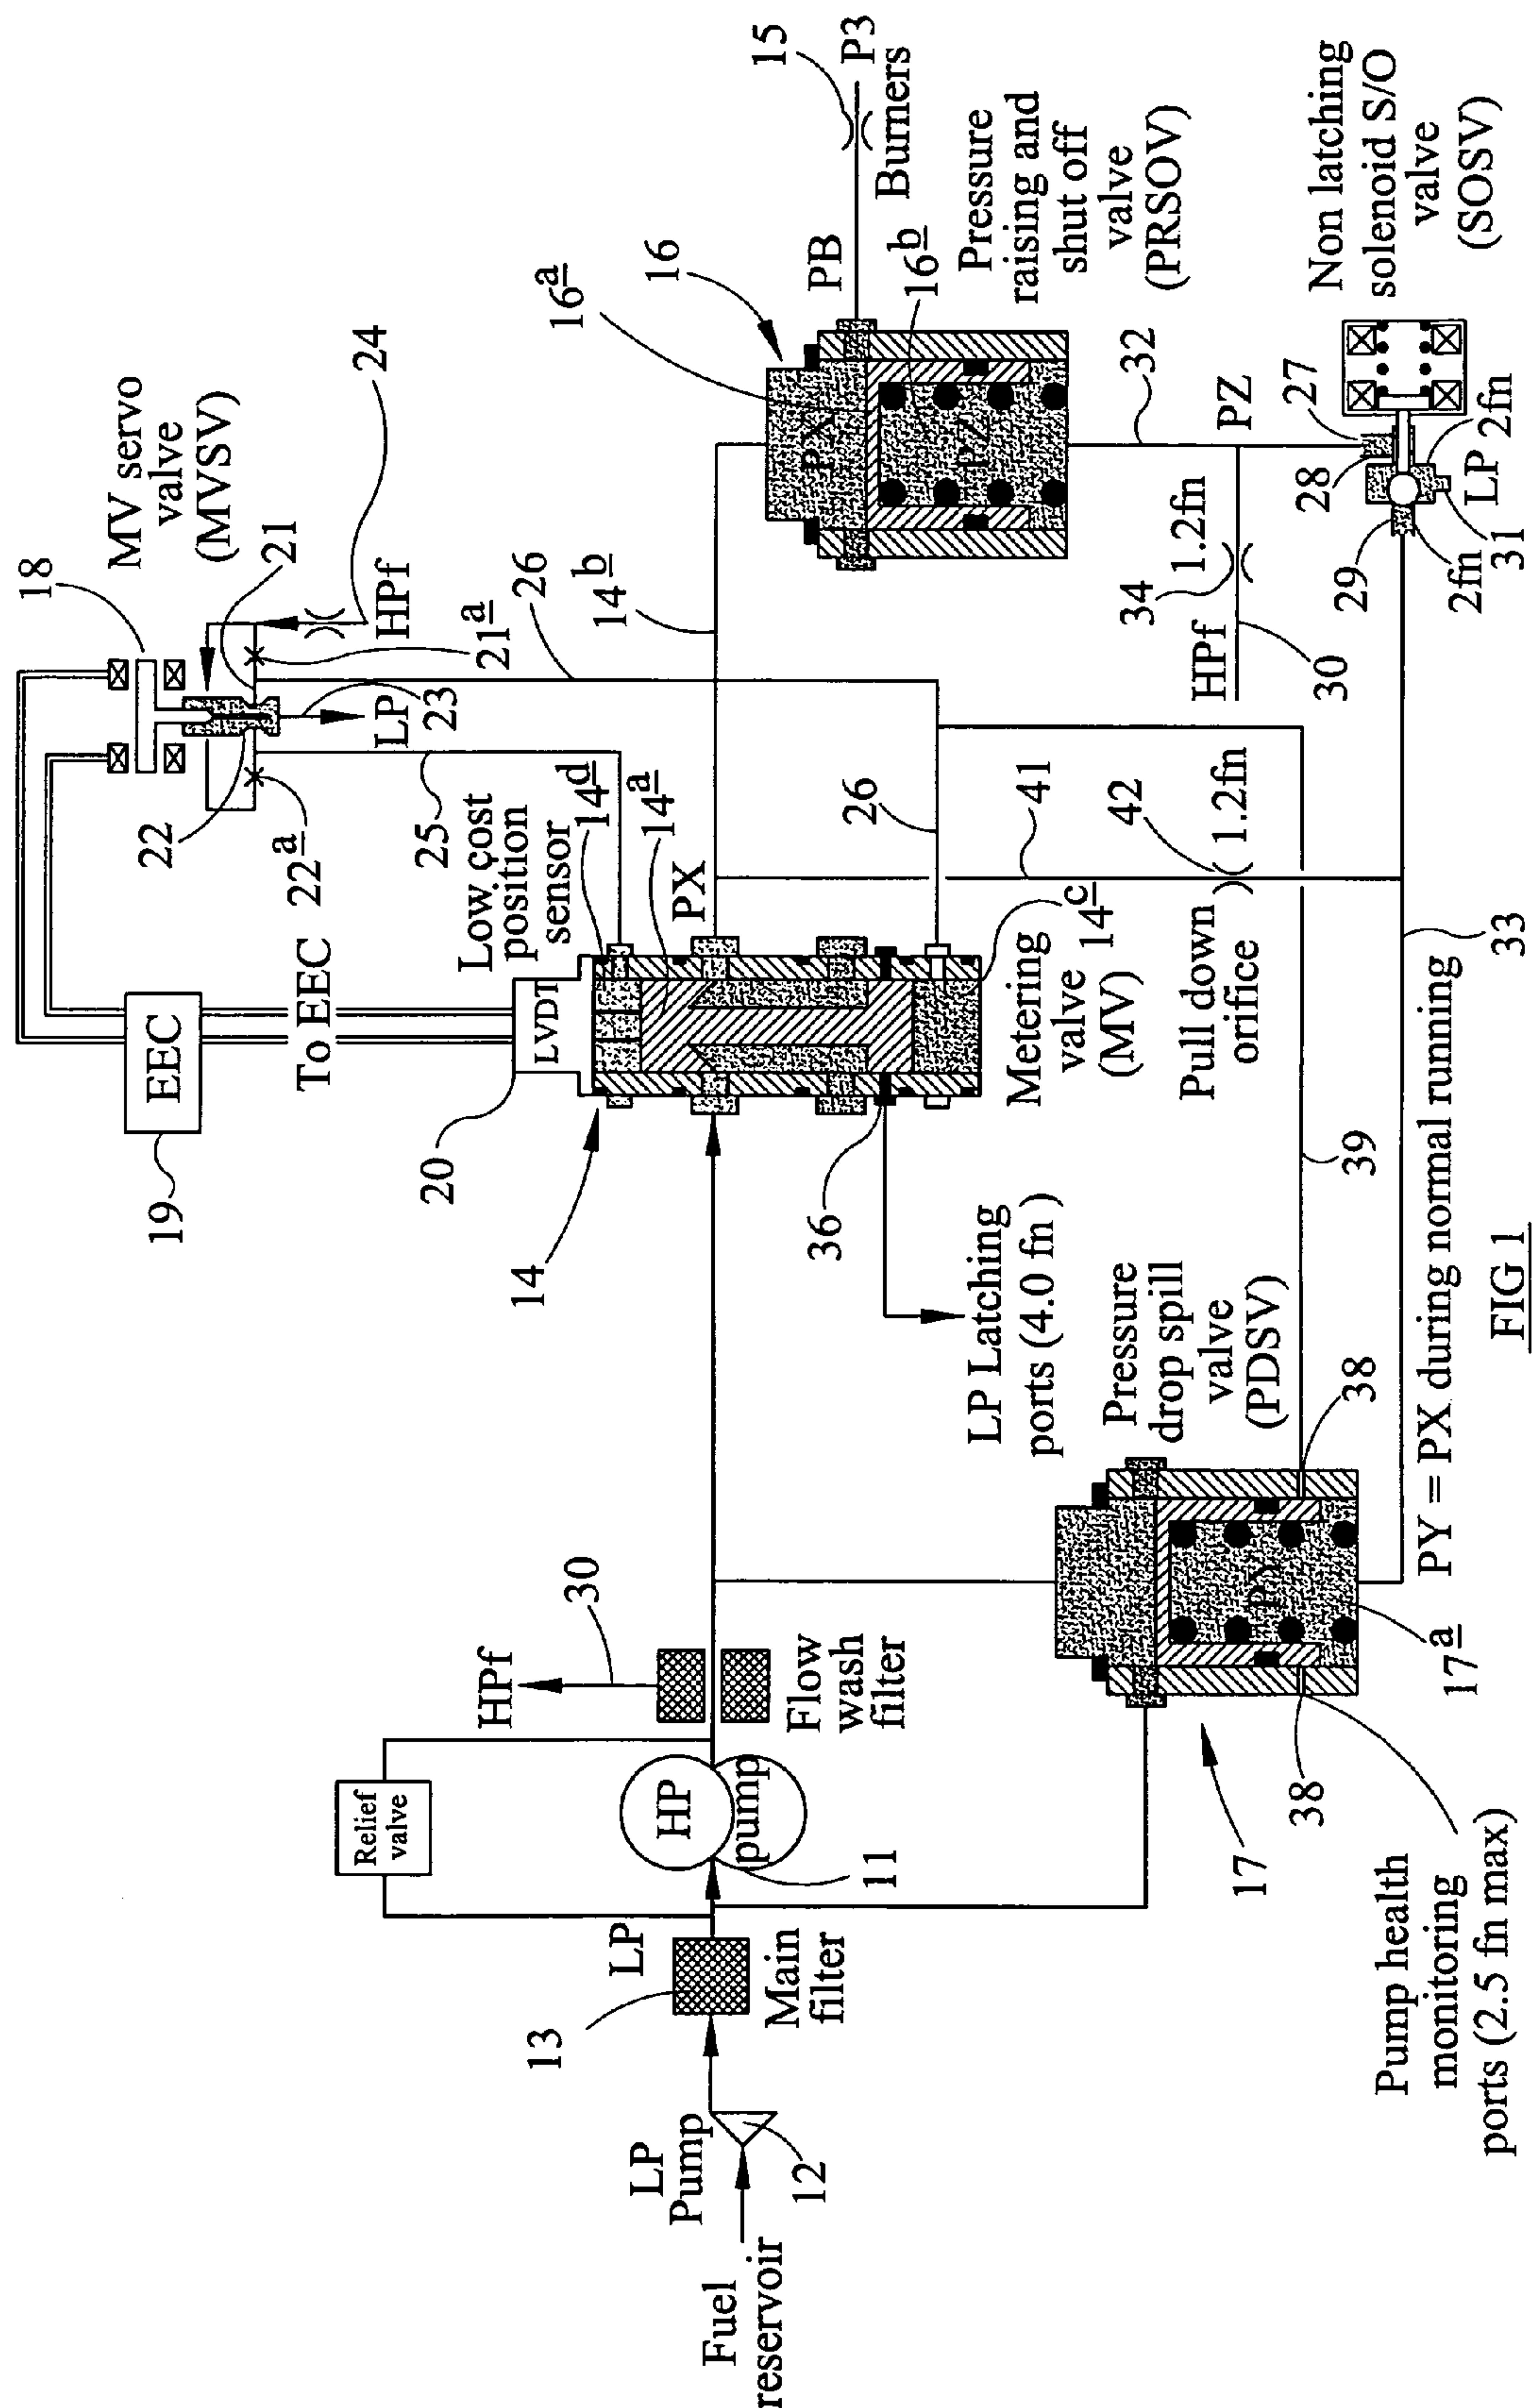 Fuel
reservoir
LP
Pump
12
13
Main
filter
LP
Relief
valve
HP
pump
11
HPf
30
Flow
wash
filter
17
38
Pump health
monitoring
ports (2.5 fn max)
17a
PY
38
Pressure
drop spill
valve
(PDSV)
LP Latching
ports (4.0 fn )
36
14
20
19
EEC
To EEC
LVDT
Low cost
position
sensor
14d
14a
PX
Metering
valve
(MV)
14c
Pull down
orifice
42
1.2fn
41
26
39
33
PY = PX during normal running
18
MV servo
valve
(MVSV)
22
22a
21
21a
23
LP
24
HPf
25
26
14b
16a
16
PX
PZ
16b
PB
15
P3
Burners
Pressure
raising and
shut off
valve
(PRSOV)
32
PZ
34
1.2fn
HPf
30
27
28
29
2fn
31
LP
2fn
Non latching
solenoid S/O
valve
(SOSV)
FIG 1